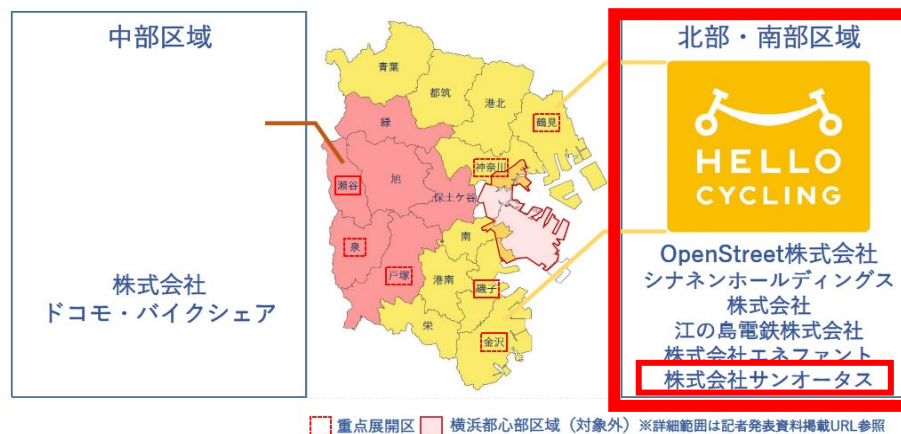 中部区域
株式会社
ドコモ・バイクシェア
青葉
都筑
港北
鶴見
緑
神奈川
瀬谷
旭
保土ケ谷
泉
南
戸塚
港南
磯子
栄
金沢
北部・南部区域
HELLO
CYCLING
OpenStreet株式会社
シナネンホールディングス
株式会社
江の島電鉄株式会社
株式会社エネファント
株式会社サンオータス
重点展開区 横浜都心部区域（対象外）※詳細範囲は記者発表資料掲載URL参照